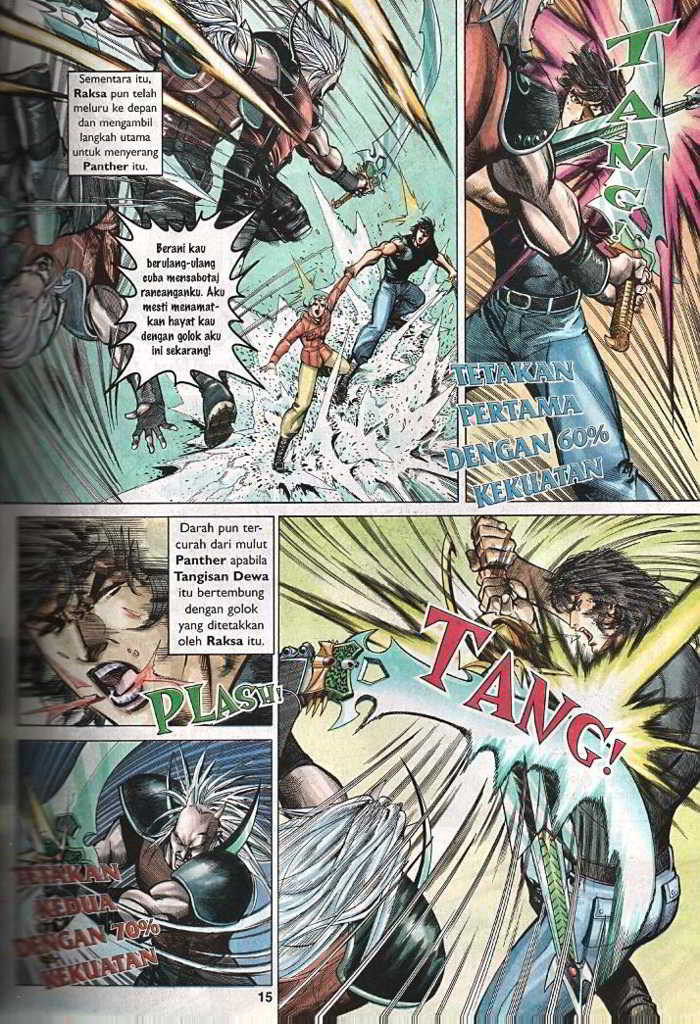 Sementara itu,
Raksa pun telah
meluru ke depan
dan mengambil
langkah utama
untuk menyerang
Panther itu.
Berani kau
berulang-ulang
cuba mensabotaj
rancanganku. Aku
mesti menamat-
kan hayat kau
dengan golok aku
ini sekarang!
TANG!
TETAKAN
PERTAMA
DENGAN 60%
KEKUATAN
Darah pun ter-
curah dari mulut
Panther apabila
Tangisan Dewa
itu bertembung
dengan golok
yang ditetakkan
oleh Raksa itu.
PLASH!
TANG!
TETAKAN
KEDUA
DENGAN 70%
KEKUATAN
15